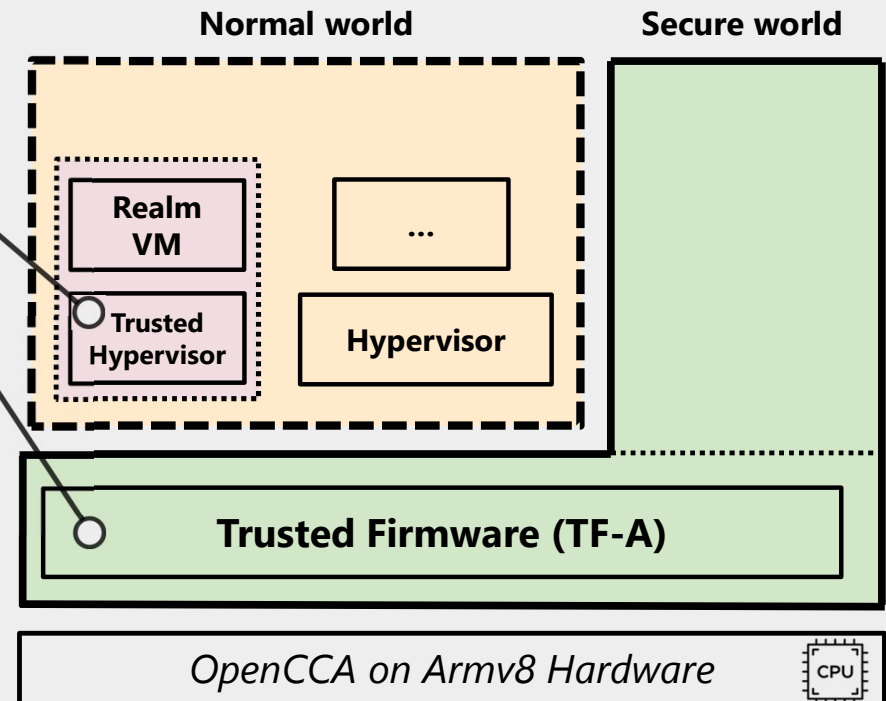 Normal world
Secure world
Realm
VM
...
Trusted
Hypervisor
Hypervisor
Trusted Firmware (TF-A)
OpenCCA on Armv8 Hardware
CPU